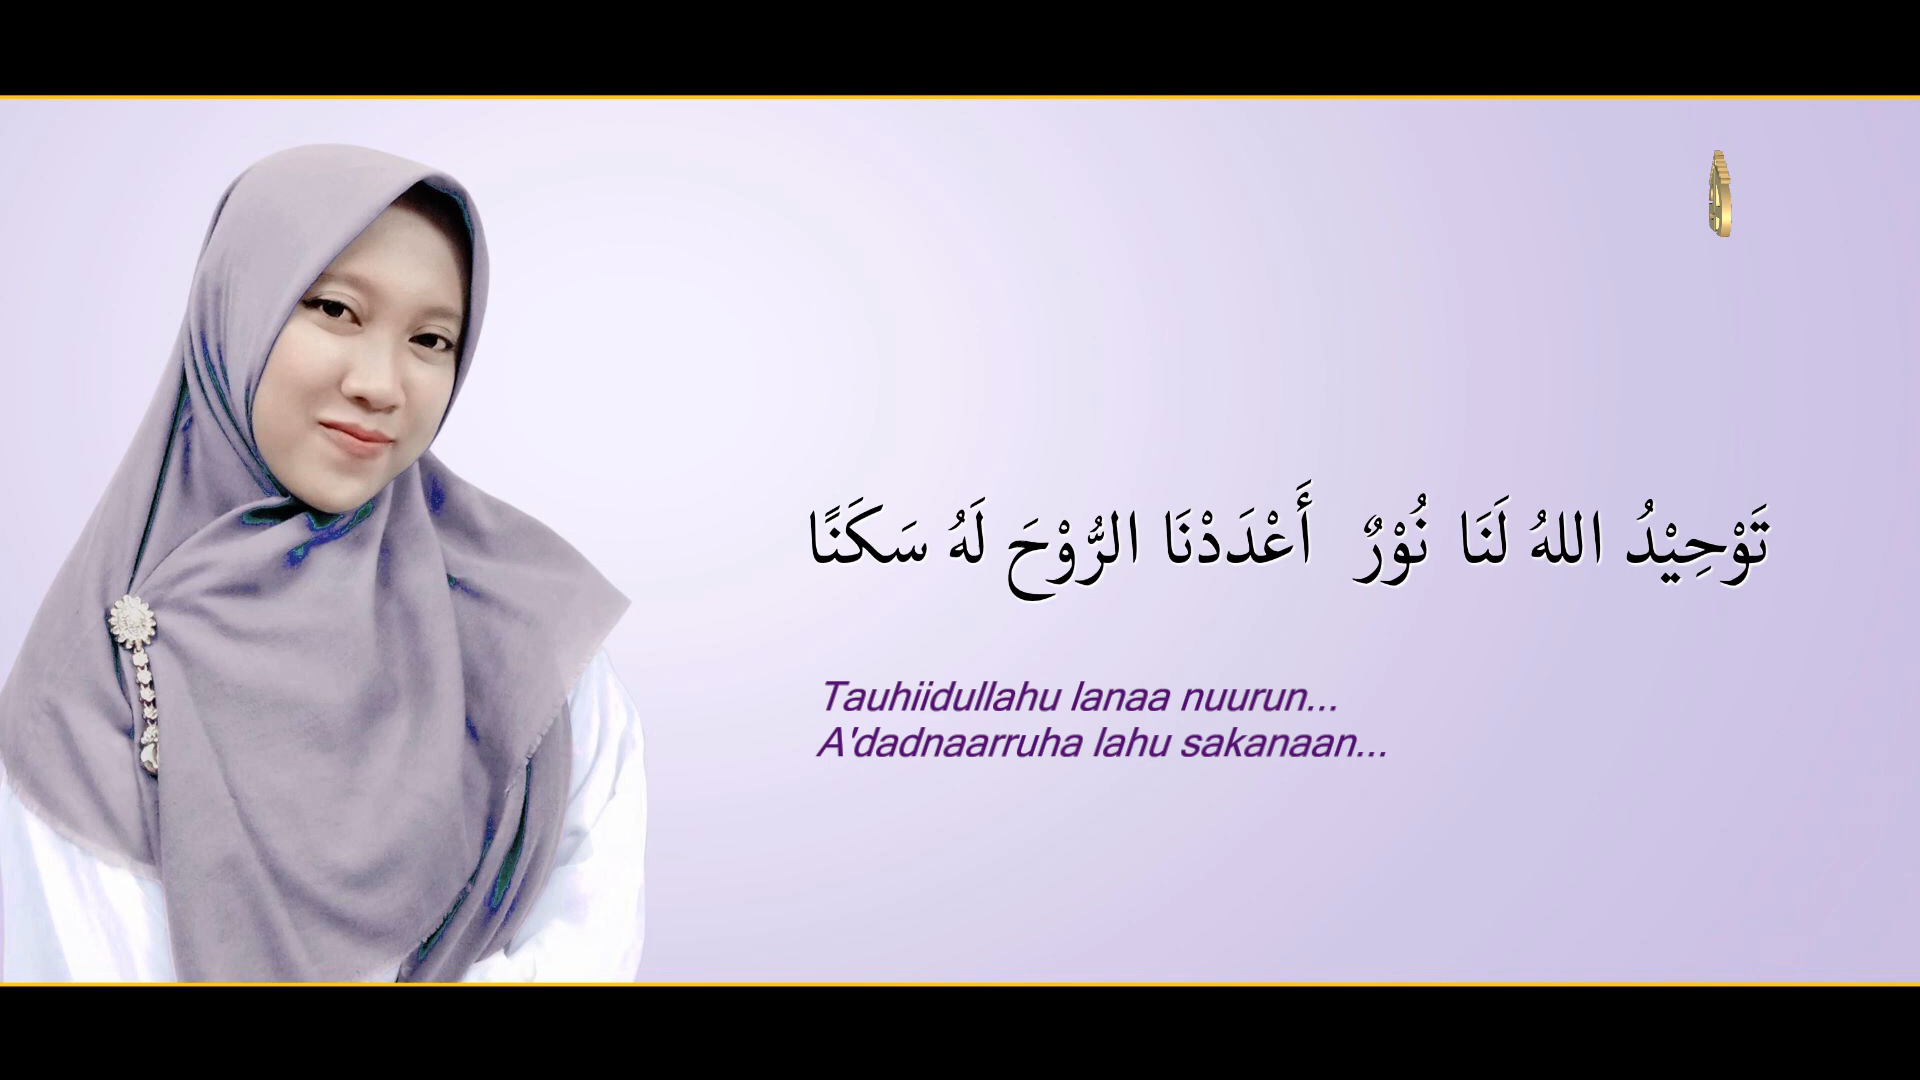 تَوْحِيْدُ اللهُ لَنَا نُوْرٌ أَعْدَدْنَا الرُّوْحَ لَهُ سَكَنًا
Tauhiidullahu lanaa nuurun...
A'dadnaarruha lahu sakanaan...